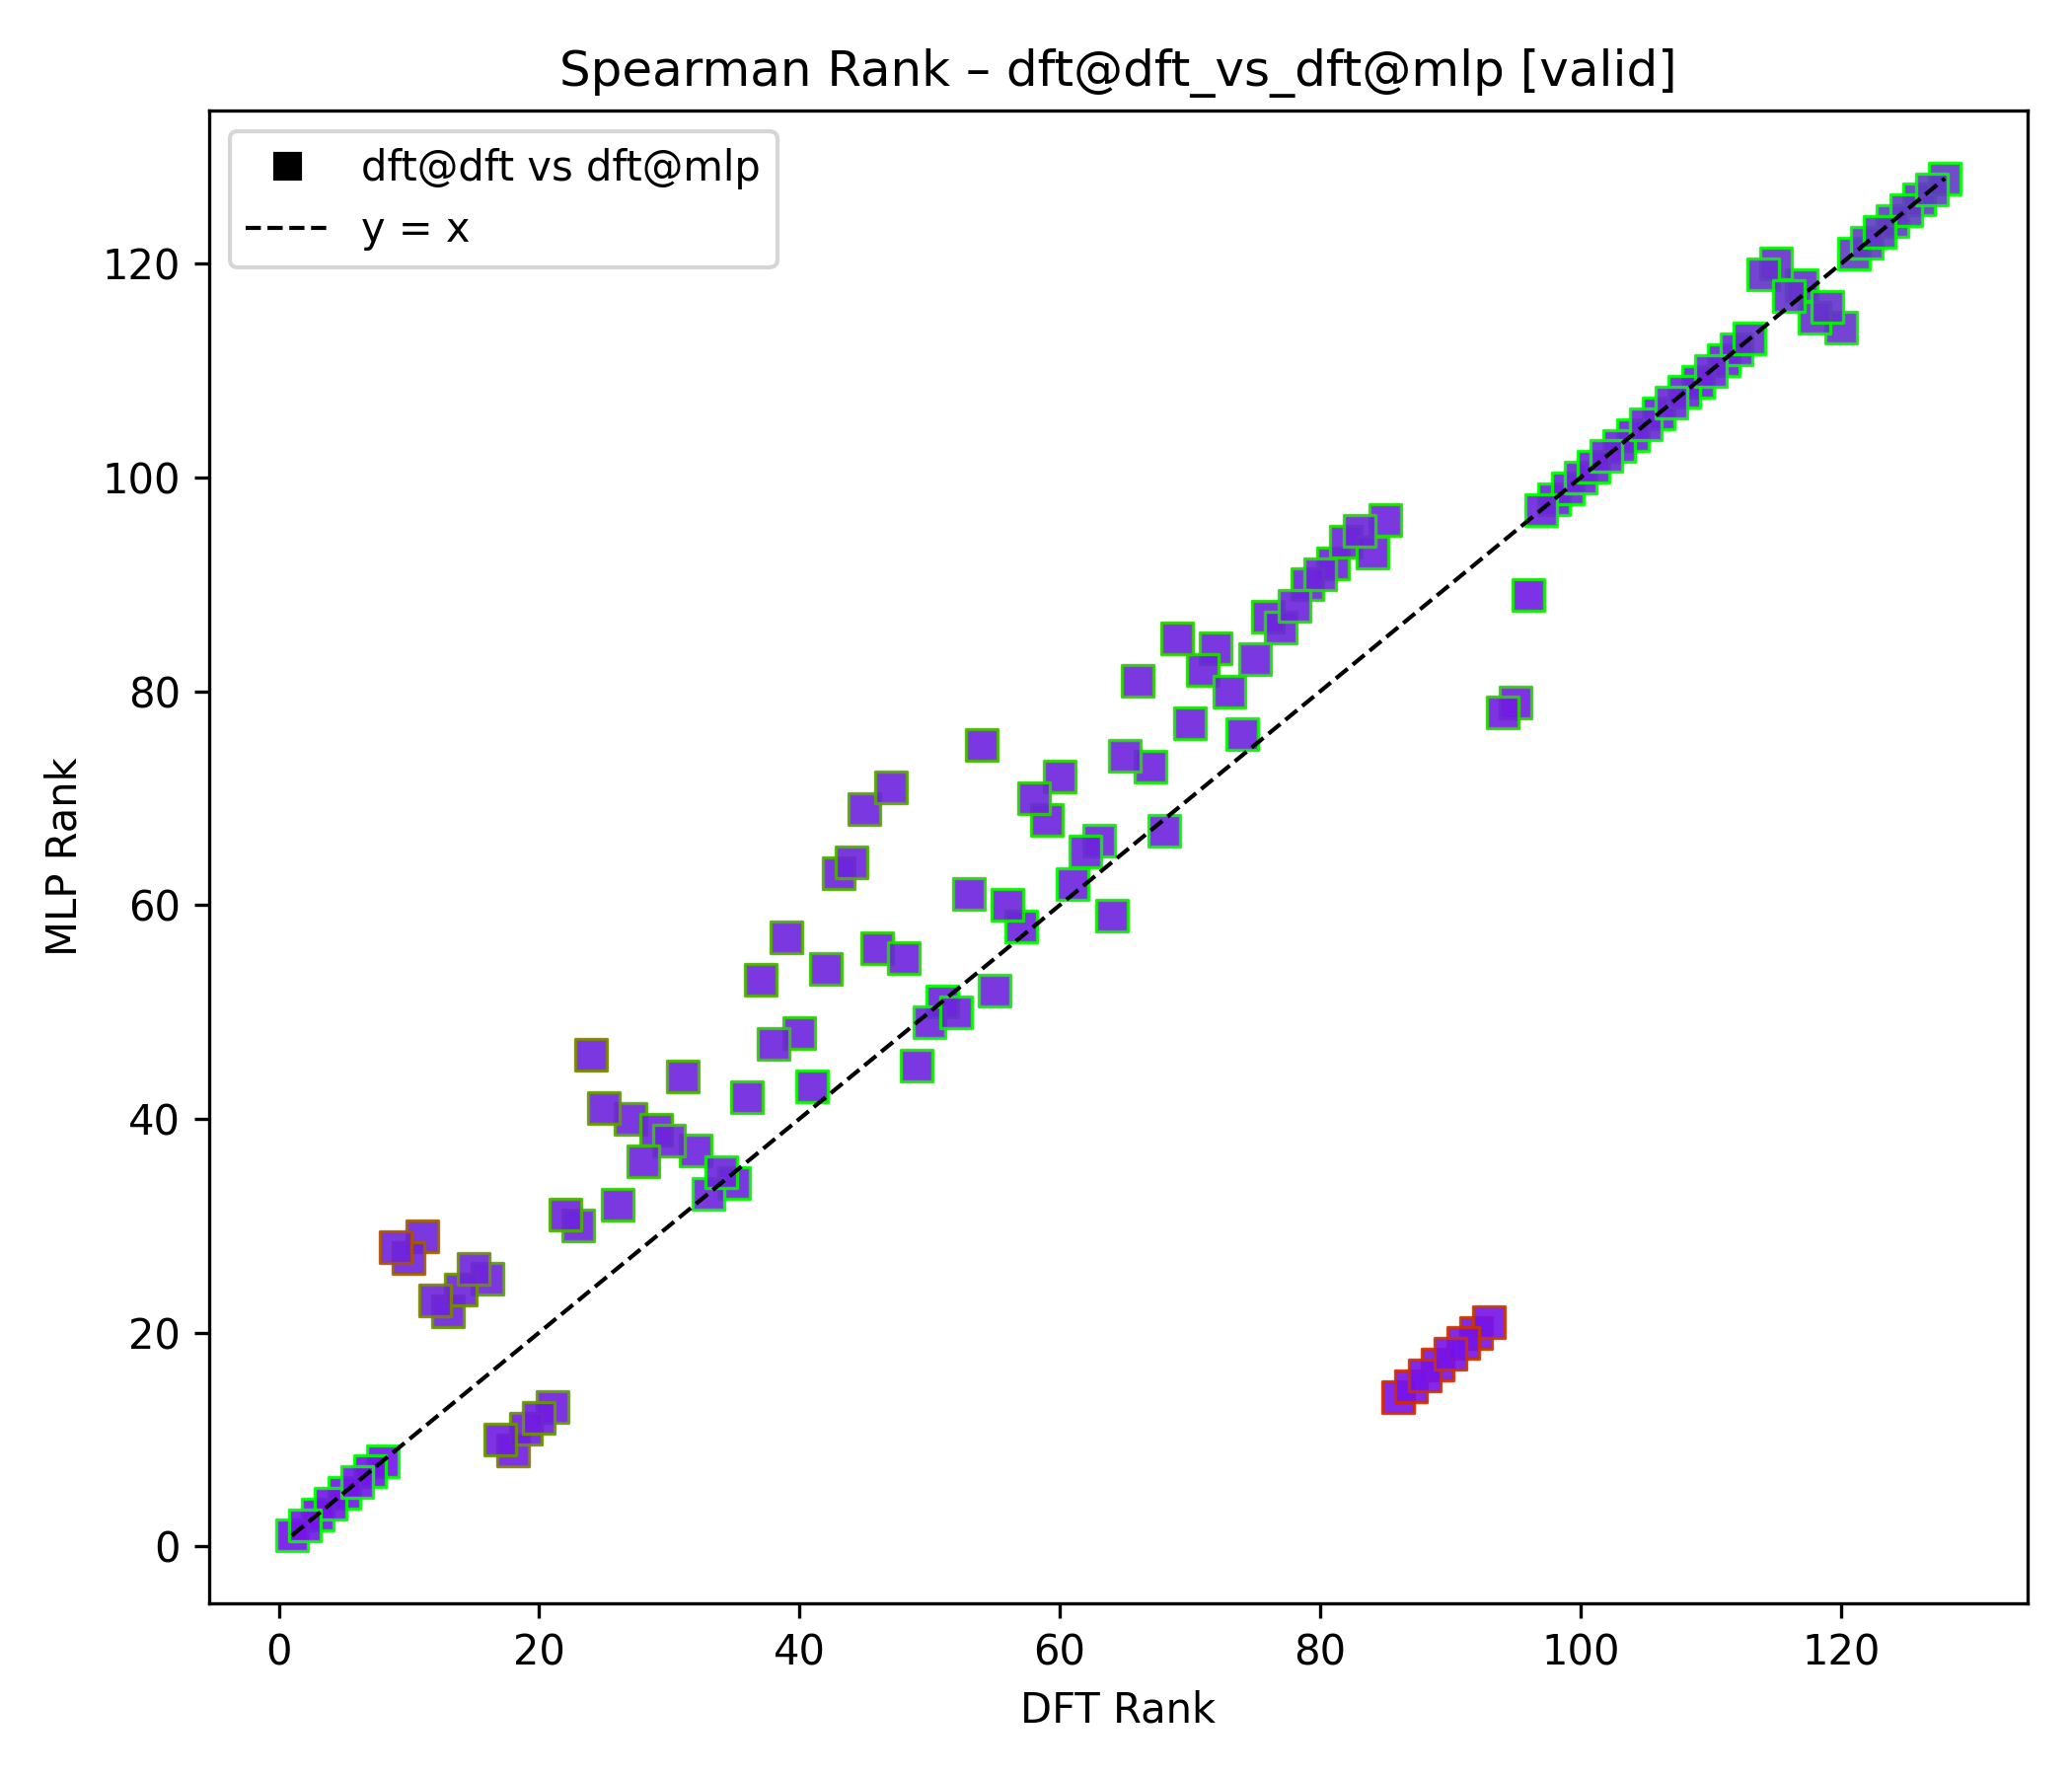 Spearman Rank – dft@dft_vs_dft@mlp [valid]
dft@dft vs dft@mlp
y = x
MLP Rank
120
100
80
60
40
20
0
0 20 40 60 80 100 120
DFT Rank